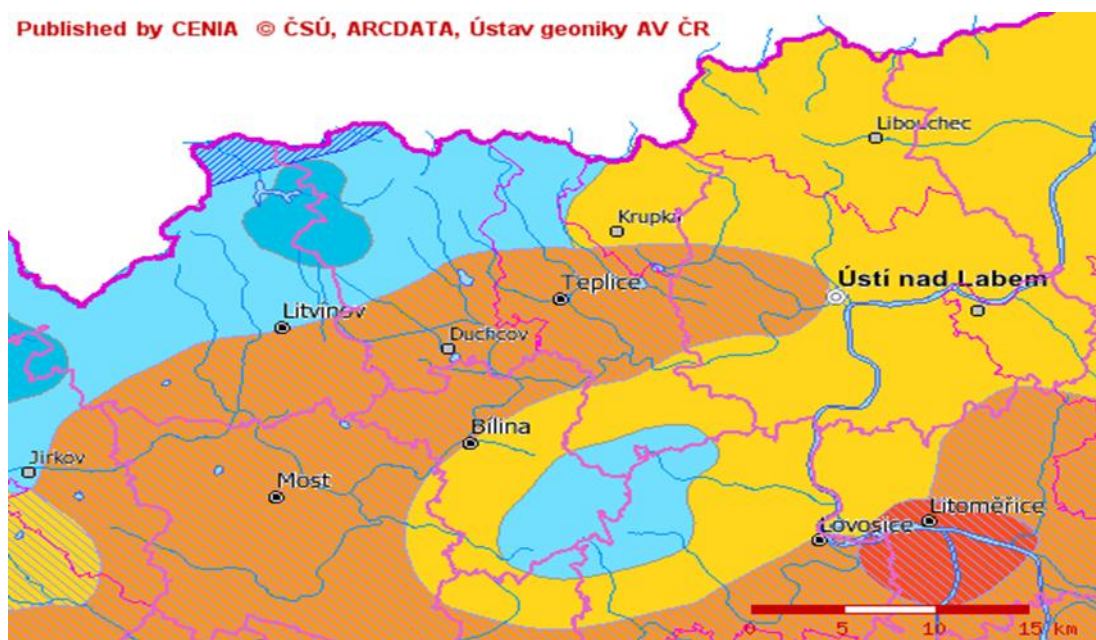 Published by CENIA © ČSÚ, ARCDATA, Ústav geoniky AV ČR
Libouchec
Krupka
Ústí nad Labem
Teplice
Litvínov
Duchcov
Bílina
Jirkov
Most
Litoměřice
Lovosice
0 5 10 15 km